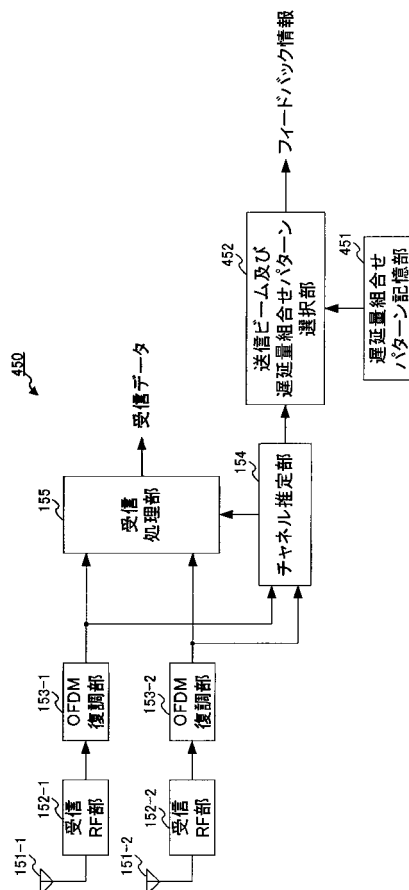 450
151-1
152-1
受信
RF部
153-1
OFDM
復調部
151-2
152-2
受信
RF部
153-2
OFDM
復調部
155
受信
処理部
受信データ
154
チャネル推定部
452
送信ビーム及び
遅延量組合せパターン
選択部
フィードバック情報
451
遅延量組合せ
パターン記憶部